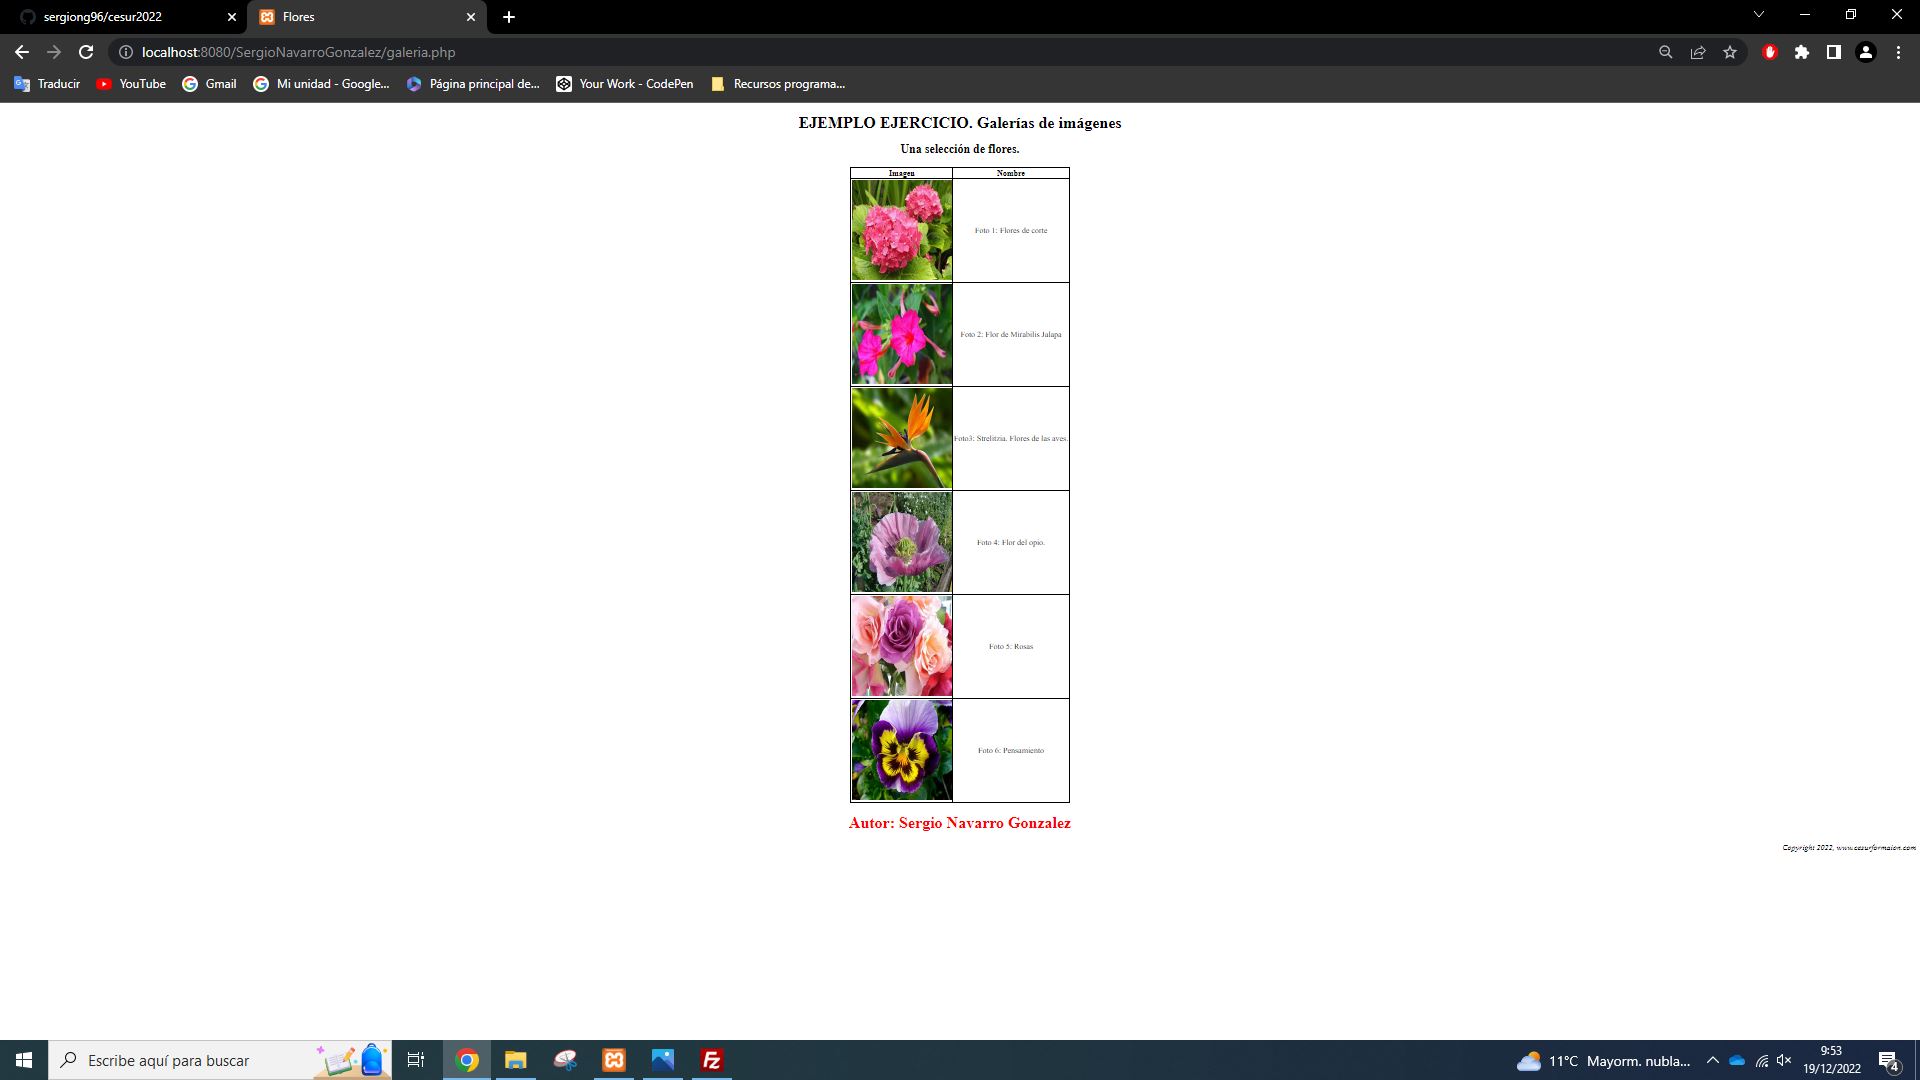 sergiong96/cesur2022
Flores
localhost:8080/SergioNavarroGonzalez/galeria.php
Traducir YouTube Gmail Mi unidad - Google... Página principal de... Your Work - CodePen Recursos programa...
EJEMPLO EJERCICIO. Galerías de imágenes
Una selección de flores.
Imagen Nombre
Foto 1: Flores de corte
Foto 2: Flor de Mirabilis Jalapa
Foto3: Strelitzia. Flores de las aves.
Foto 4: Flor del opio.
Foto 5: Rosas
Foto 6: Pensamiento
Autor: Sergio Navarro Gonzalez
Copyright 2022, www.cesurformaion.com
Escribe aquí para buscar
11°C Mayorm. nubla...
9:53
19/12/2022
4